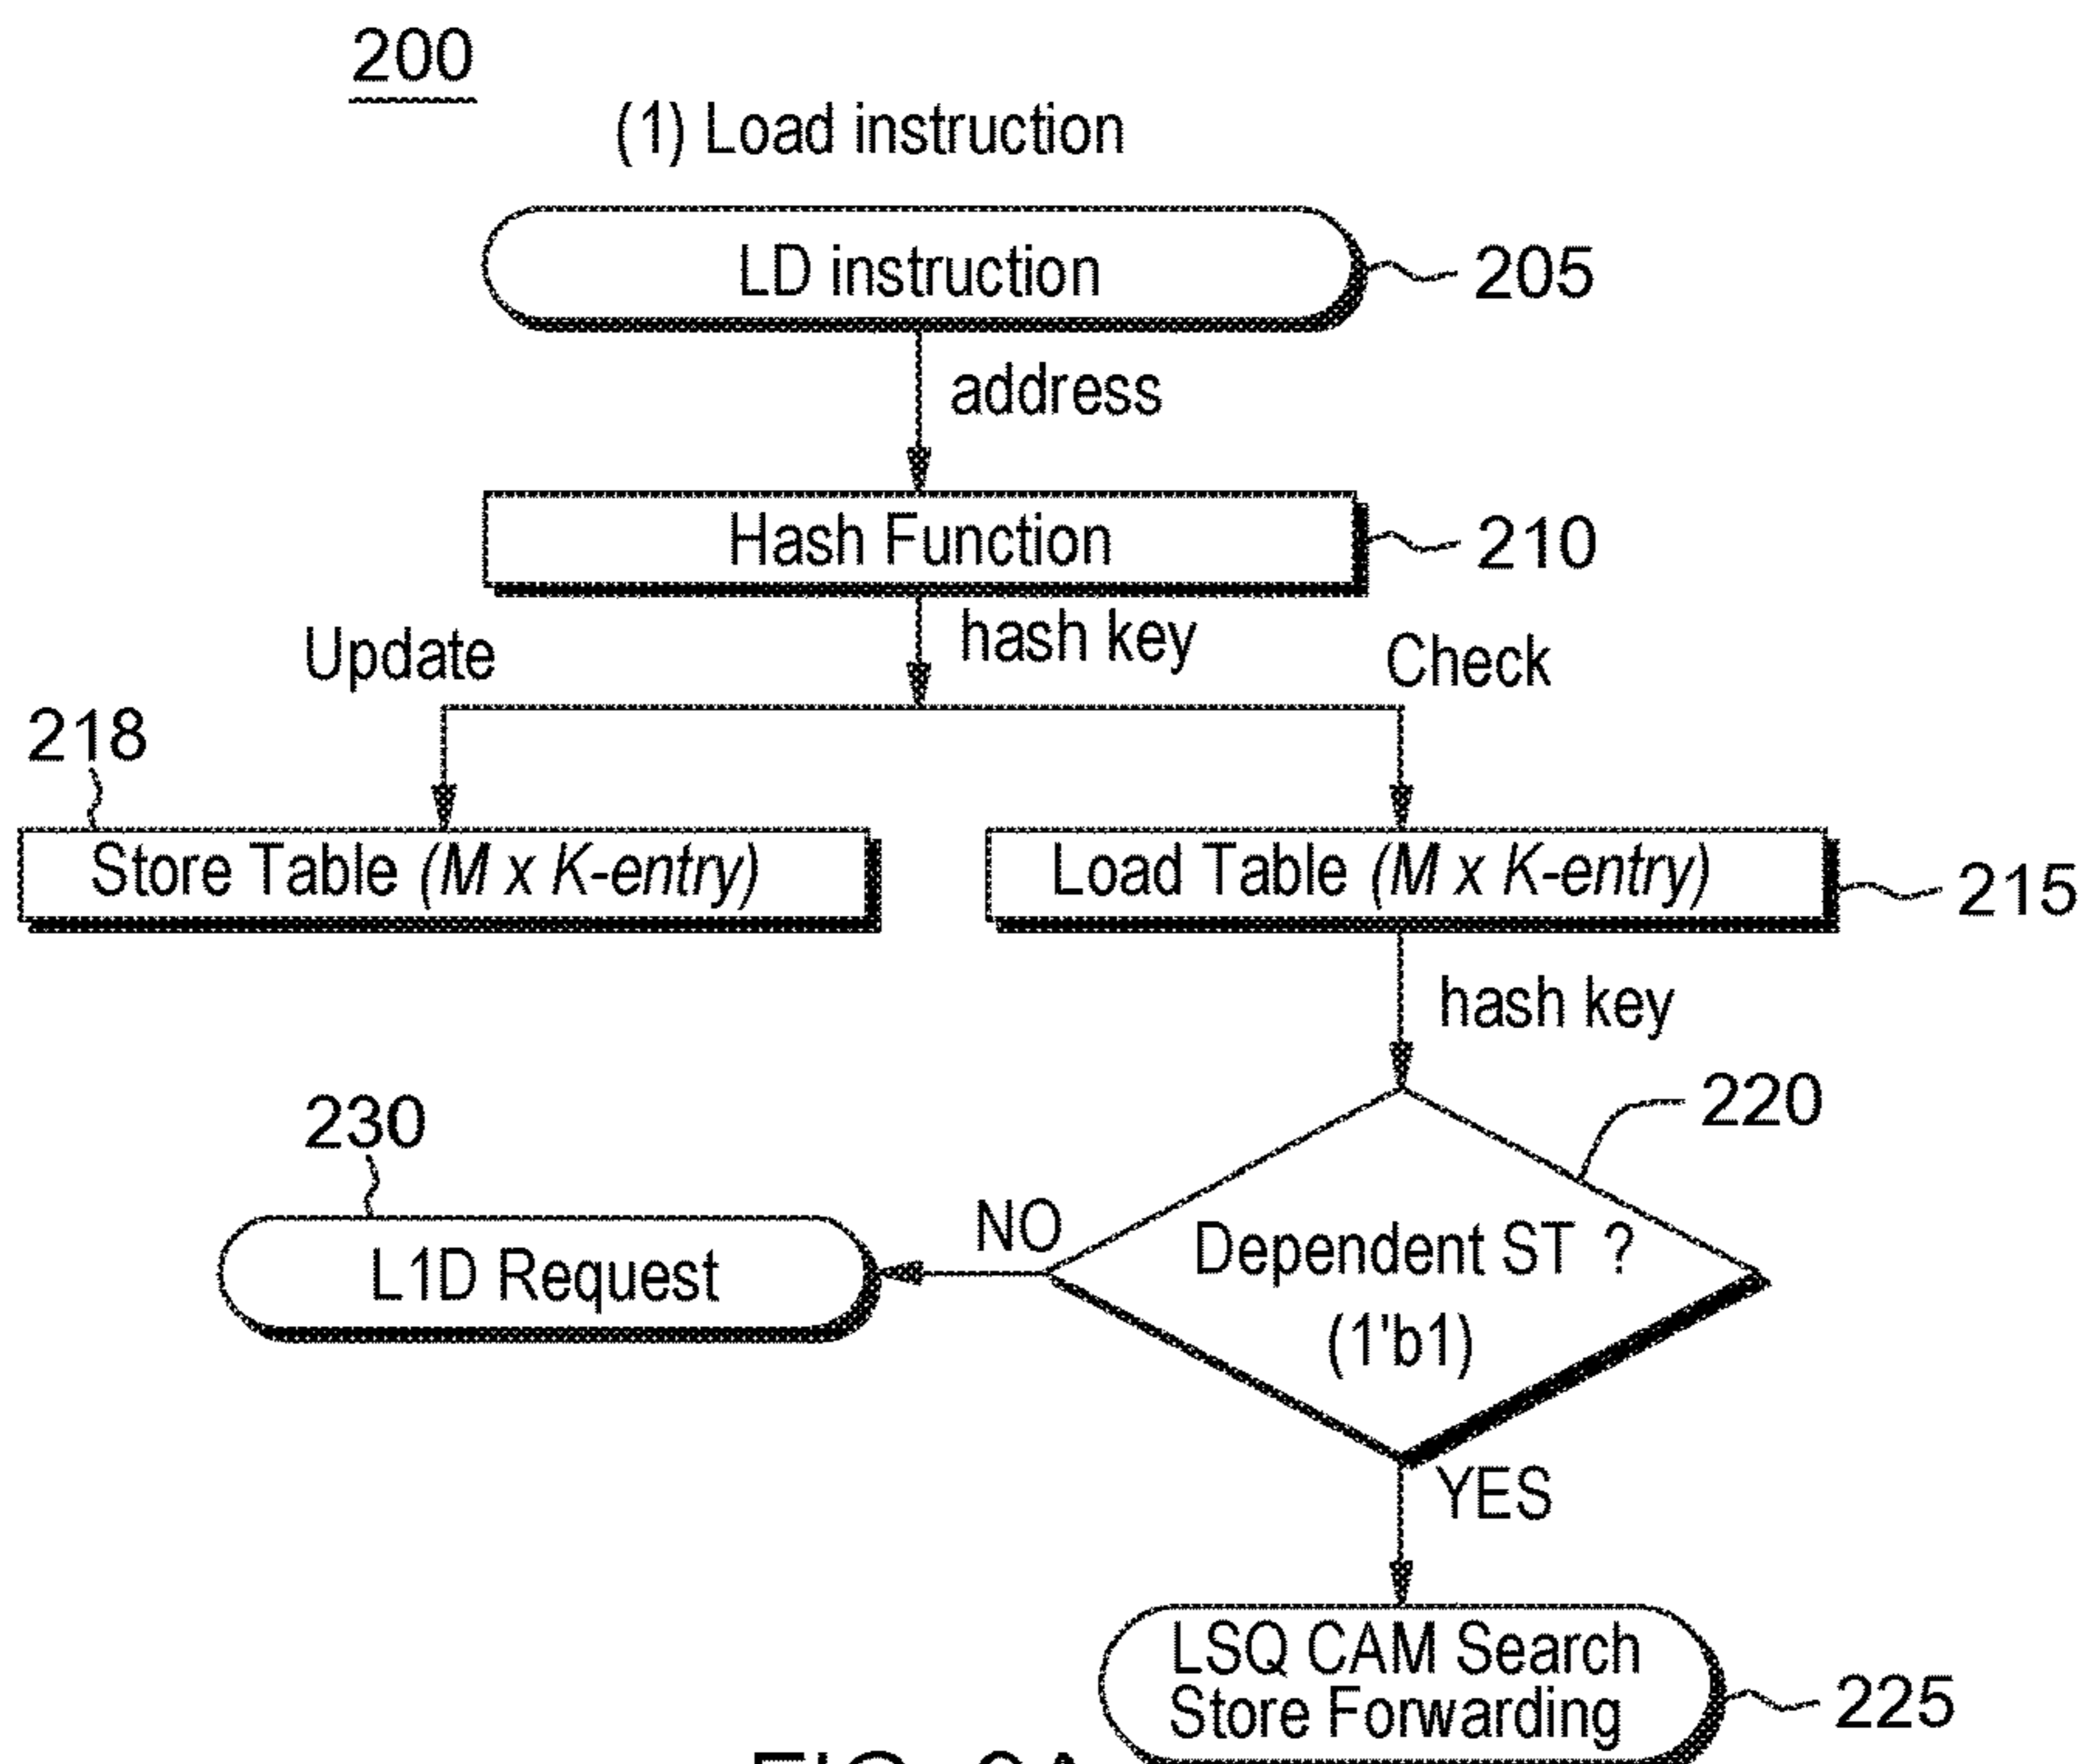 200
(1) Load instruction
LD instruction
205
address
Hash Function
210
hash key
Update
Check
218
Store Table (M x K-entry)
Load Table (M x K-entry)
215
hash key
220
230
NO
L1D Request
Dependent ST ?
(1'b1)
YES
LSQ CAM Search
Store Forwarding
225